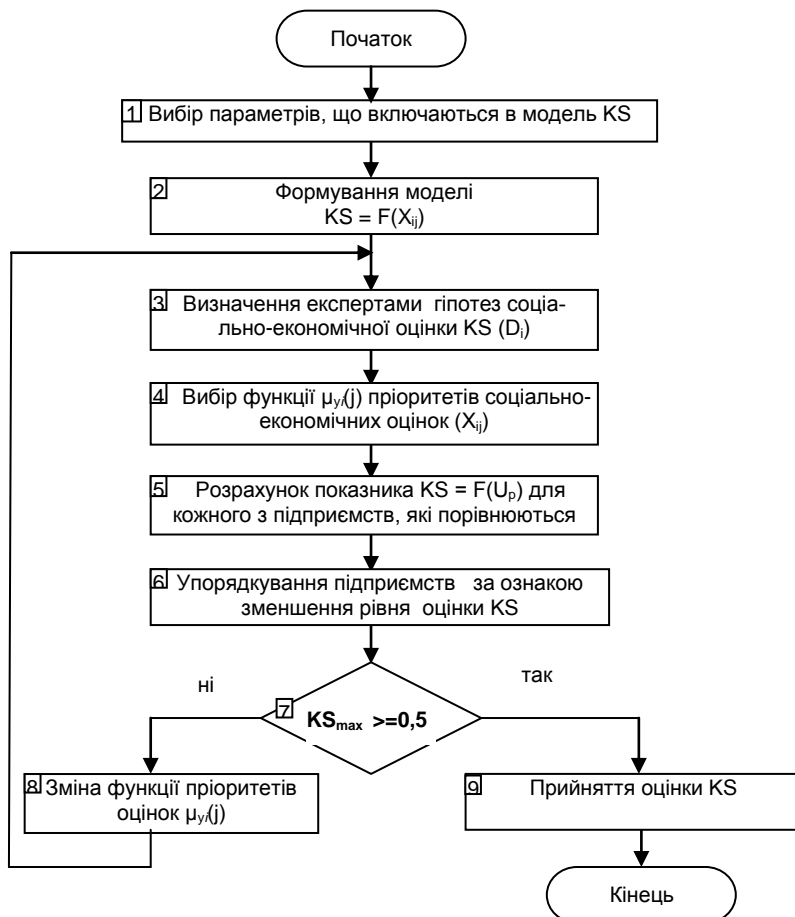 Початок
1 Вибір параметрів, що включаються в модель KS
2 Формування моделі
KS = F(Xij)
3 Визначення експертами гіпотез соціа-
льно-економічної оцінки KS (Di)
4 Вибір функції μyi(j) пріоритетів соціально-
економічних оцінок (Xij)
5 Розрахунок показника KS = F(Up) для
кожного з підприємств, які порівнюються
6 Упорядкування підприємств за ознакою
зменшення рівня оцінки KS
ні
так
7 KSmax >=0,5
8 Зміна функції пріоритетів
оцінок μyi(j)
9 Прийняття оцінки KS
Кінець